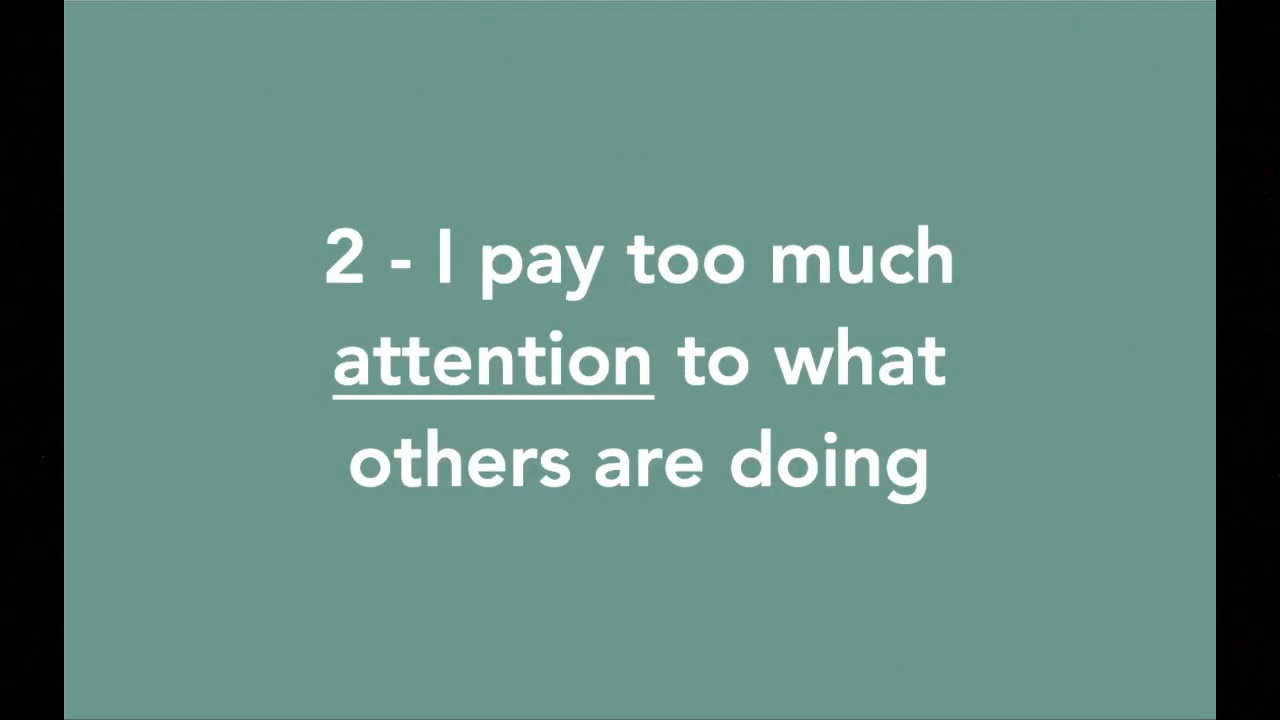 2 - I pay too much
attention to what
others are doing